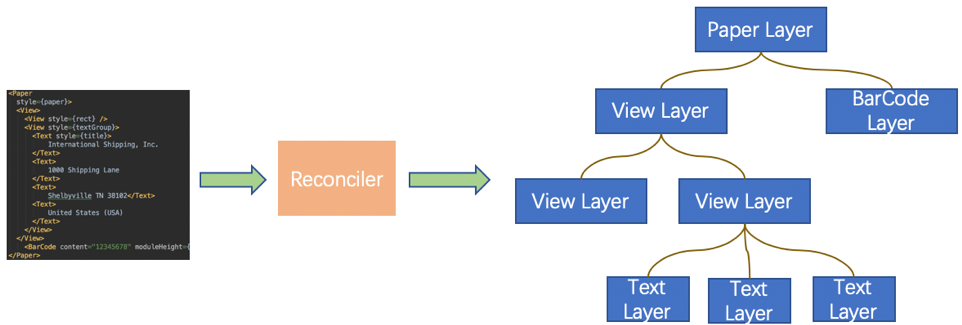 <Paper
style={paper}>
<View>
<View style={rect} />
<View style={textGroup}>
<Text style={title}>
International Shipping, Inc.
</Text>
<Text>
1000 Shipping Lane
</Text>
<Text>
Shelbyville TN 38102</Text>
<Text>
United States (USA)
</Text>
</View>
</View>
<BarCode content="12345678" moduleHeight={
</Paper>
Reconciler
Paper Layer
View Layer
BarCode
Layer
View Layer
View Layer
Text
Layer
Text
Layer
Text
Layer